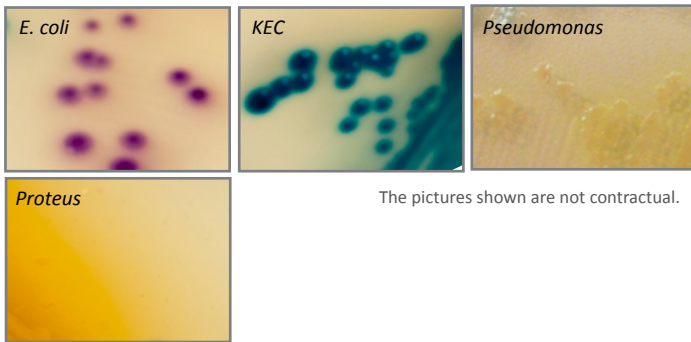 E. coli
KEC
Pseudomonas
Proteus
The pictures shown are not contractual.